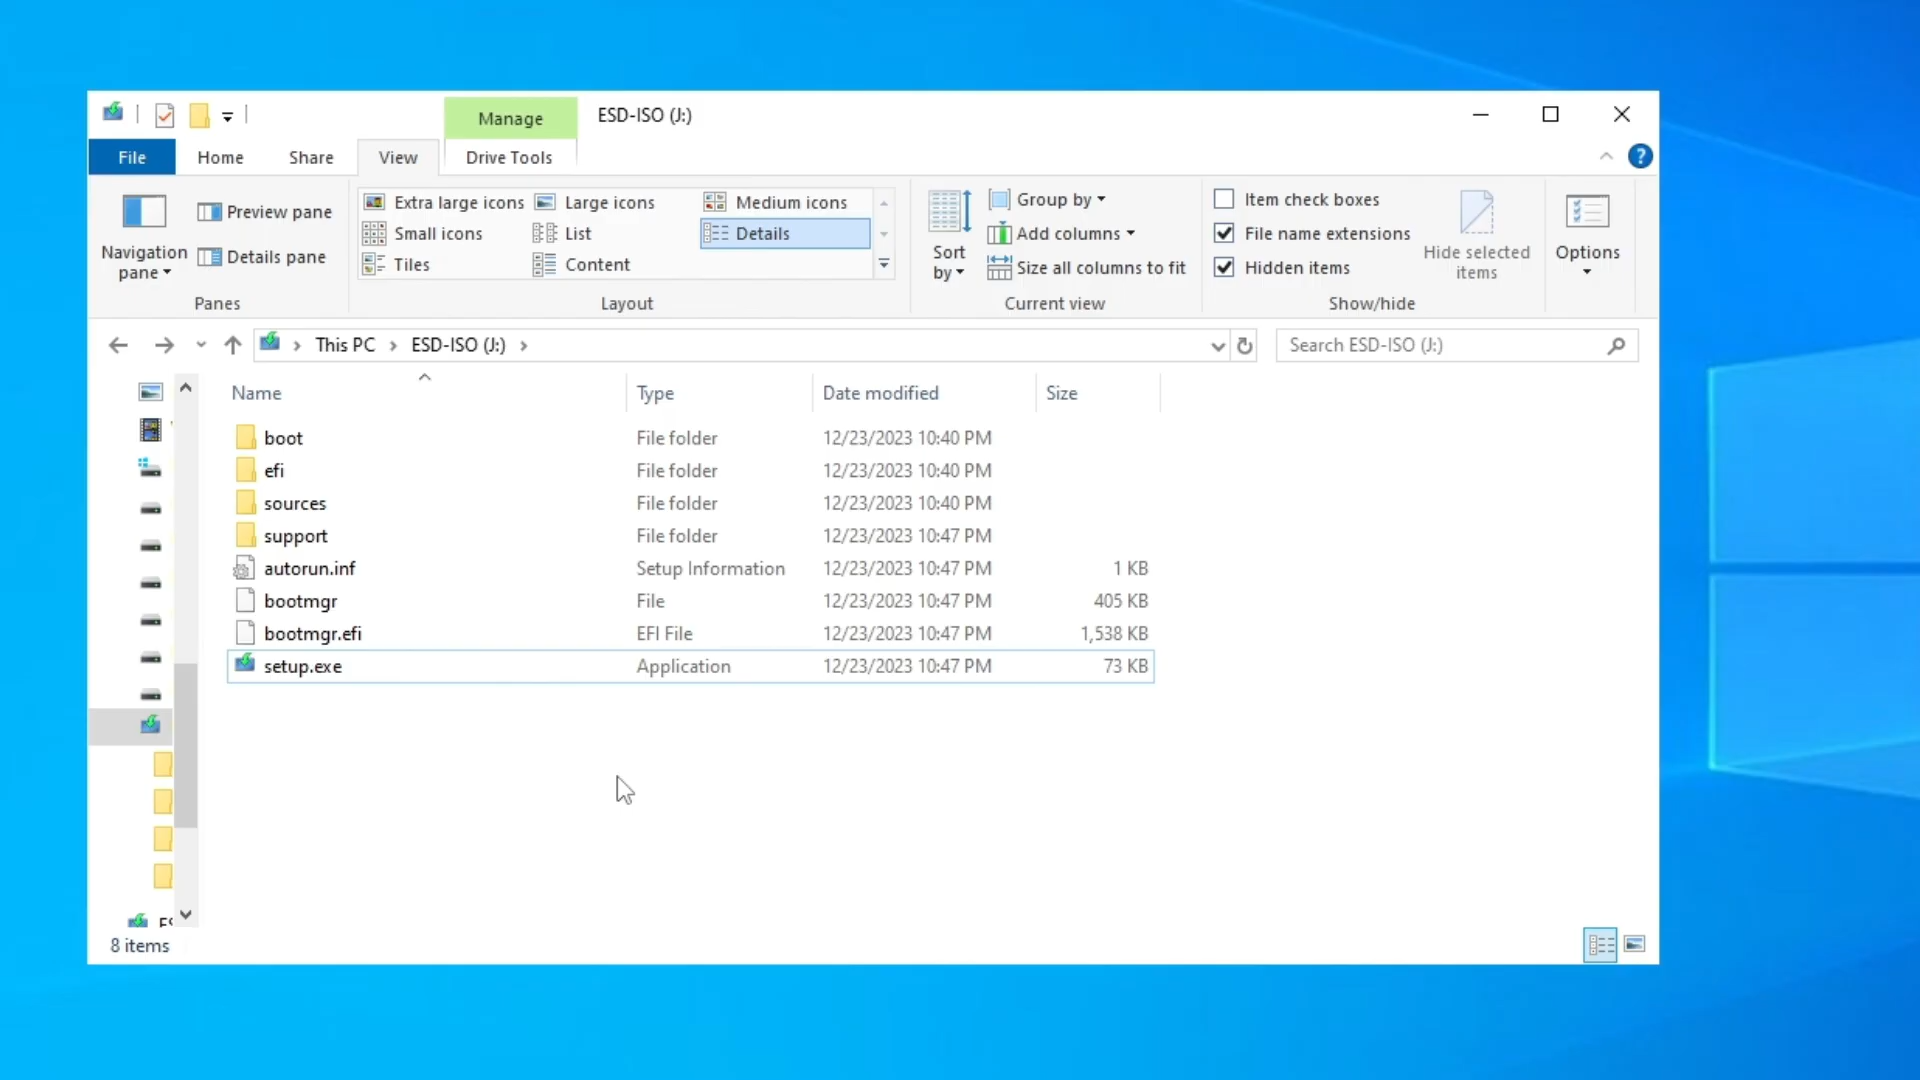 Manage
ESD-ISO (J:)
File
Home
Share
View
Drive Tools
Navigation pane
Preview pane
Details pane
Panes
Extra large icons
Large icons
Medium icons
Small icons
List
Details
Tiles
Content
Layout
Sort by
Group by
Add columns
Size all columns to fit
Current view
Item check boxes
File name extensions
Hidden items
Hide selected items
Show/hide
Options
This PC > ESD-ISO (J:) >
Search ESD-ISO (J:)
Name Type Date modified Size
boot File folder 12/23/2023 10:40 PM
efi File folder 12/23/2023 10:40 PM
sources File folder 12/23/2023 10:40 PM
support File folder 12/23/2023 10:47 PM
autorun.inf Setup Information 12/23/2023 10:47 PM 1 KB
bootmgr File 12/23/2023 10:47 PM 405 KB
bootmgr.efi EFI File 12/23/2023 10:47 PM 1,538 KB
setup.exe Application 12/23/2023 10:47 PM 73 KB
8 items